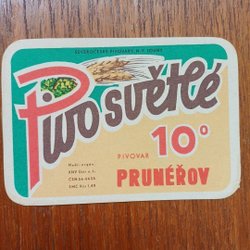 SEVEROČESKÉ PIVOVARY, N. P. LOUNY
Pivo světlé
10°
PIVOVAR
PRUNÉŘOV